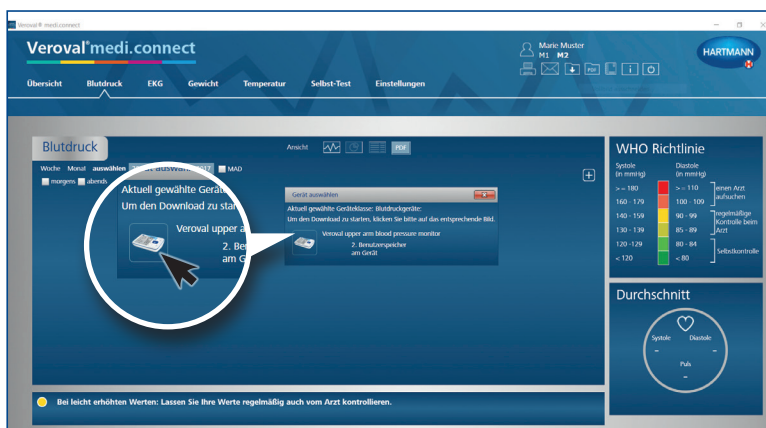 Veroval® medi.connect
Veroval®medi.connect
Marie Muster
M1 M2
PDF
HARTMANN
Übersicht Blutdruck EKG Gewicht Temperatur Selbst-Test Einstellungen
Blutdruck
Ansicht
PDF
Woche Monat auswählen
MAD
morgens abends
Aktuell gewählte Geräte
Um den Download zu star
Veroval upper a
2. Be
am G
Gerät auswählen
Aktuell gewählte Geräteklasse: Blutdruckgeräte:
Um den Download zu starten, klicken Sie bitte auf das entsprechende Bild.
Veroval upper arm blood pressure monitor
2. Benutzerspeicher
am Gerät
WHO Richtlinie
Systole Diastole
(in mmHg) (in mmHg)
>= 180 >= 110 einen Arzt
160 - 179 100 - 109 aufsuchen
140 - 159 90 - 99 regelmäßige
Kontrolle beim
130 - 139 85 - 89 Arzt
120 -129 80 - 84
Selbstkontrolle
< 120 < 80
Durchschnitt
Systole Diastole
- -
Puls
-
Bei leicht erhöhten Werten: Lassen Sie Ihre Werte regelmäßig auch vom Arzt kontrollieren.